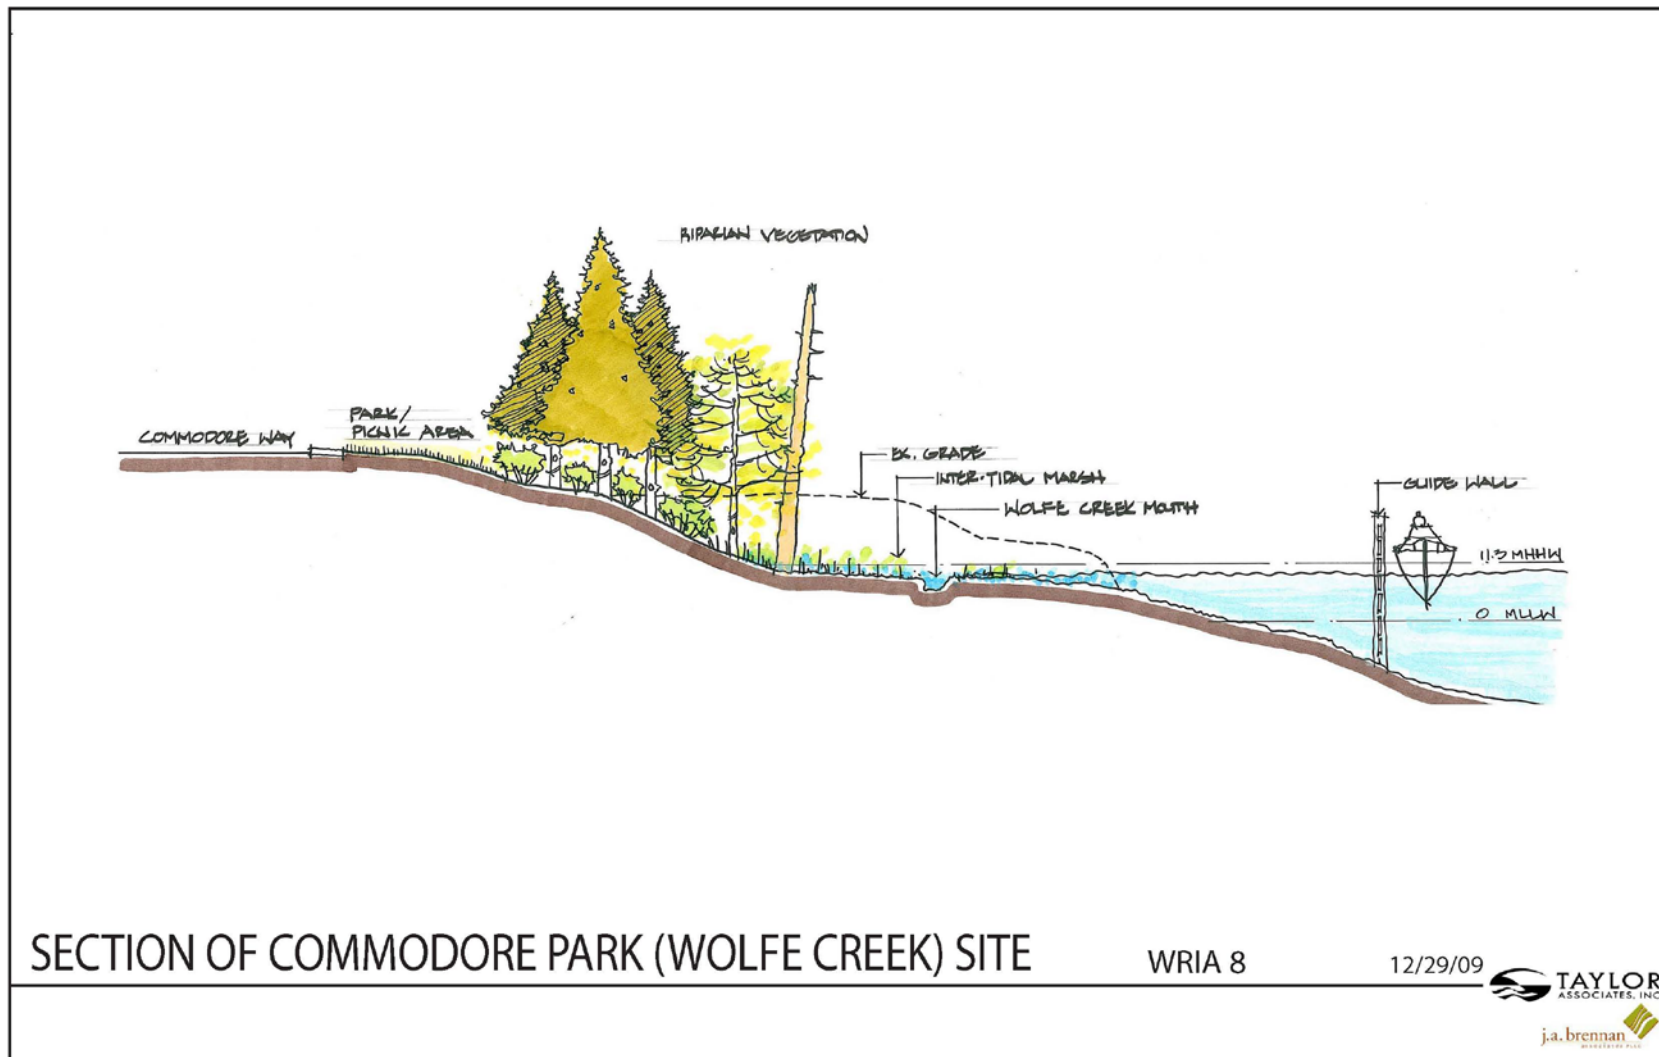 RIPARIAN VEGETATION
PARK/
PICNIC AREA
COMMODORE WAY
EX. GRADE
INTER-TIDAL MARSH
WOLFE CREEK MOUTH
GUIDE WALL
11.3 MHHW
0 MLLW
SECTION OF COMMODORE PARK (WOLFE CREEK) SITE
WRIA 8
12/29/09
TAYLOR
ASSOCIATES, INC
j.a. brennan